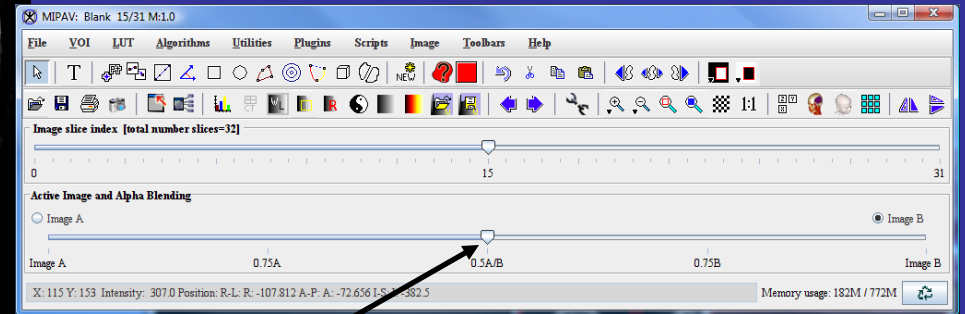 MIPAV: Blank 15/31 M:1.0
File VOI LUT Algorithms Utilities Plugins Scripts Image Toolbars Help
T NEW
WL 1:1
Image slice index [total number slices=32]
0 15 31
Active Image and Alpha Blending
Image A Image B
Image A 0.75A 0.5A/B 0.75B Image B
X: 115 Y: 153 Intensity: 307.0 Position: R-L: R: -107.812 A-P: A: -72.656 I-S: -382.5 Memory usage: 182M / 772M